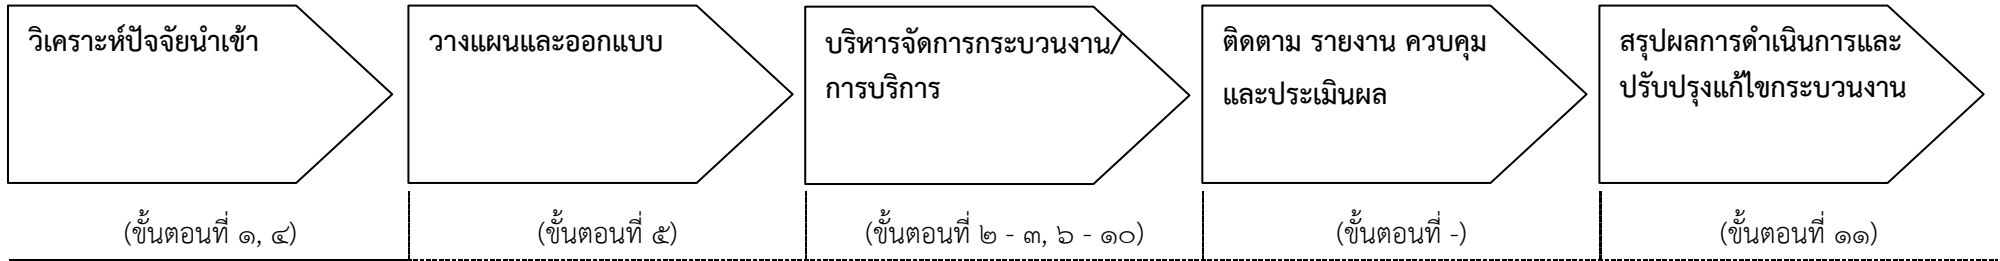 วิเคราะห์ปัจจัยนำเข้า
วางแผนและออกแบบ
บริหารจัดการกระบวนงาน/
การบริการ
ติดตาม รายงาน ควบคุม
และประเมินผล
สรุปผลการดำเนินการและ
ปรับปรุงแก้ไขกระบวนงาน
(ขั้นตอนที่ ๑, ๔)
(ขั้นตอนที่ ๕)
(ขั้นตอนที่ ๒ - ๓, ๖ - ๑๐)
(ขั้นตอนที่ -)
(ขั้นตอนที่ ๑๑)